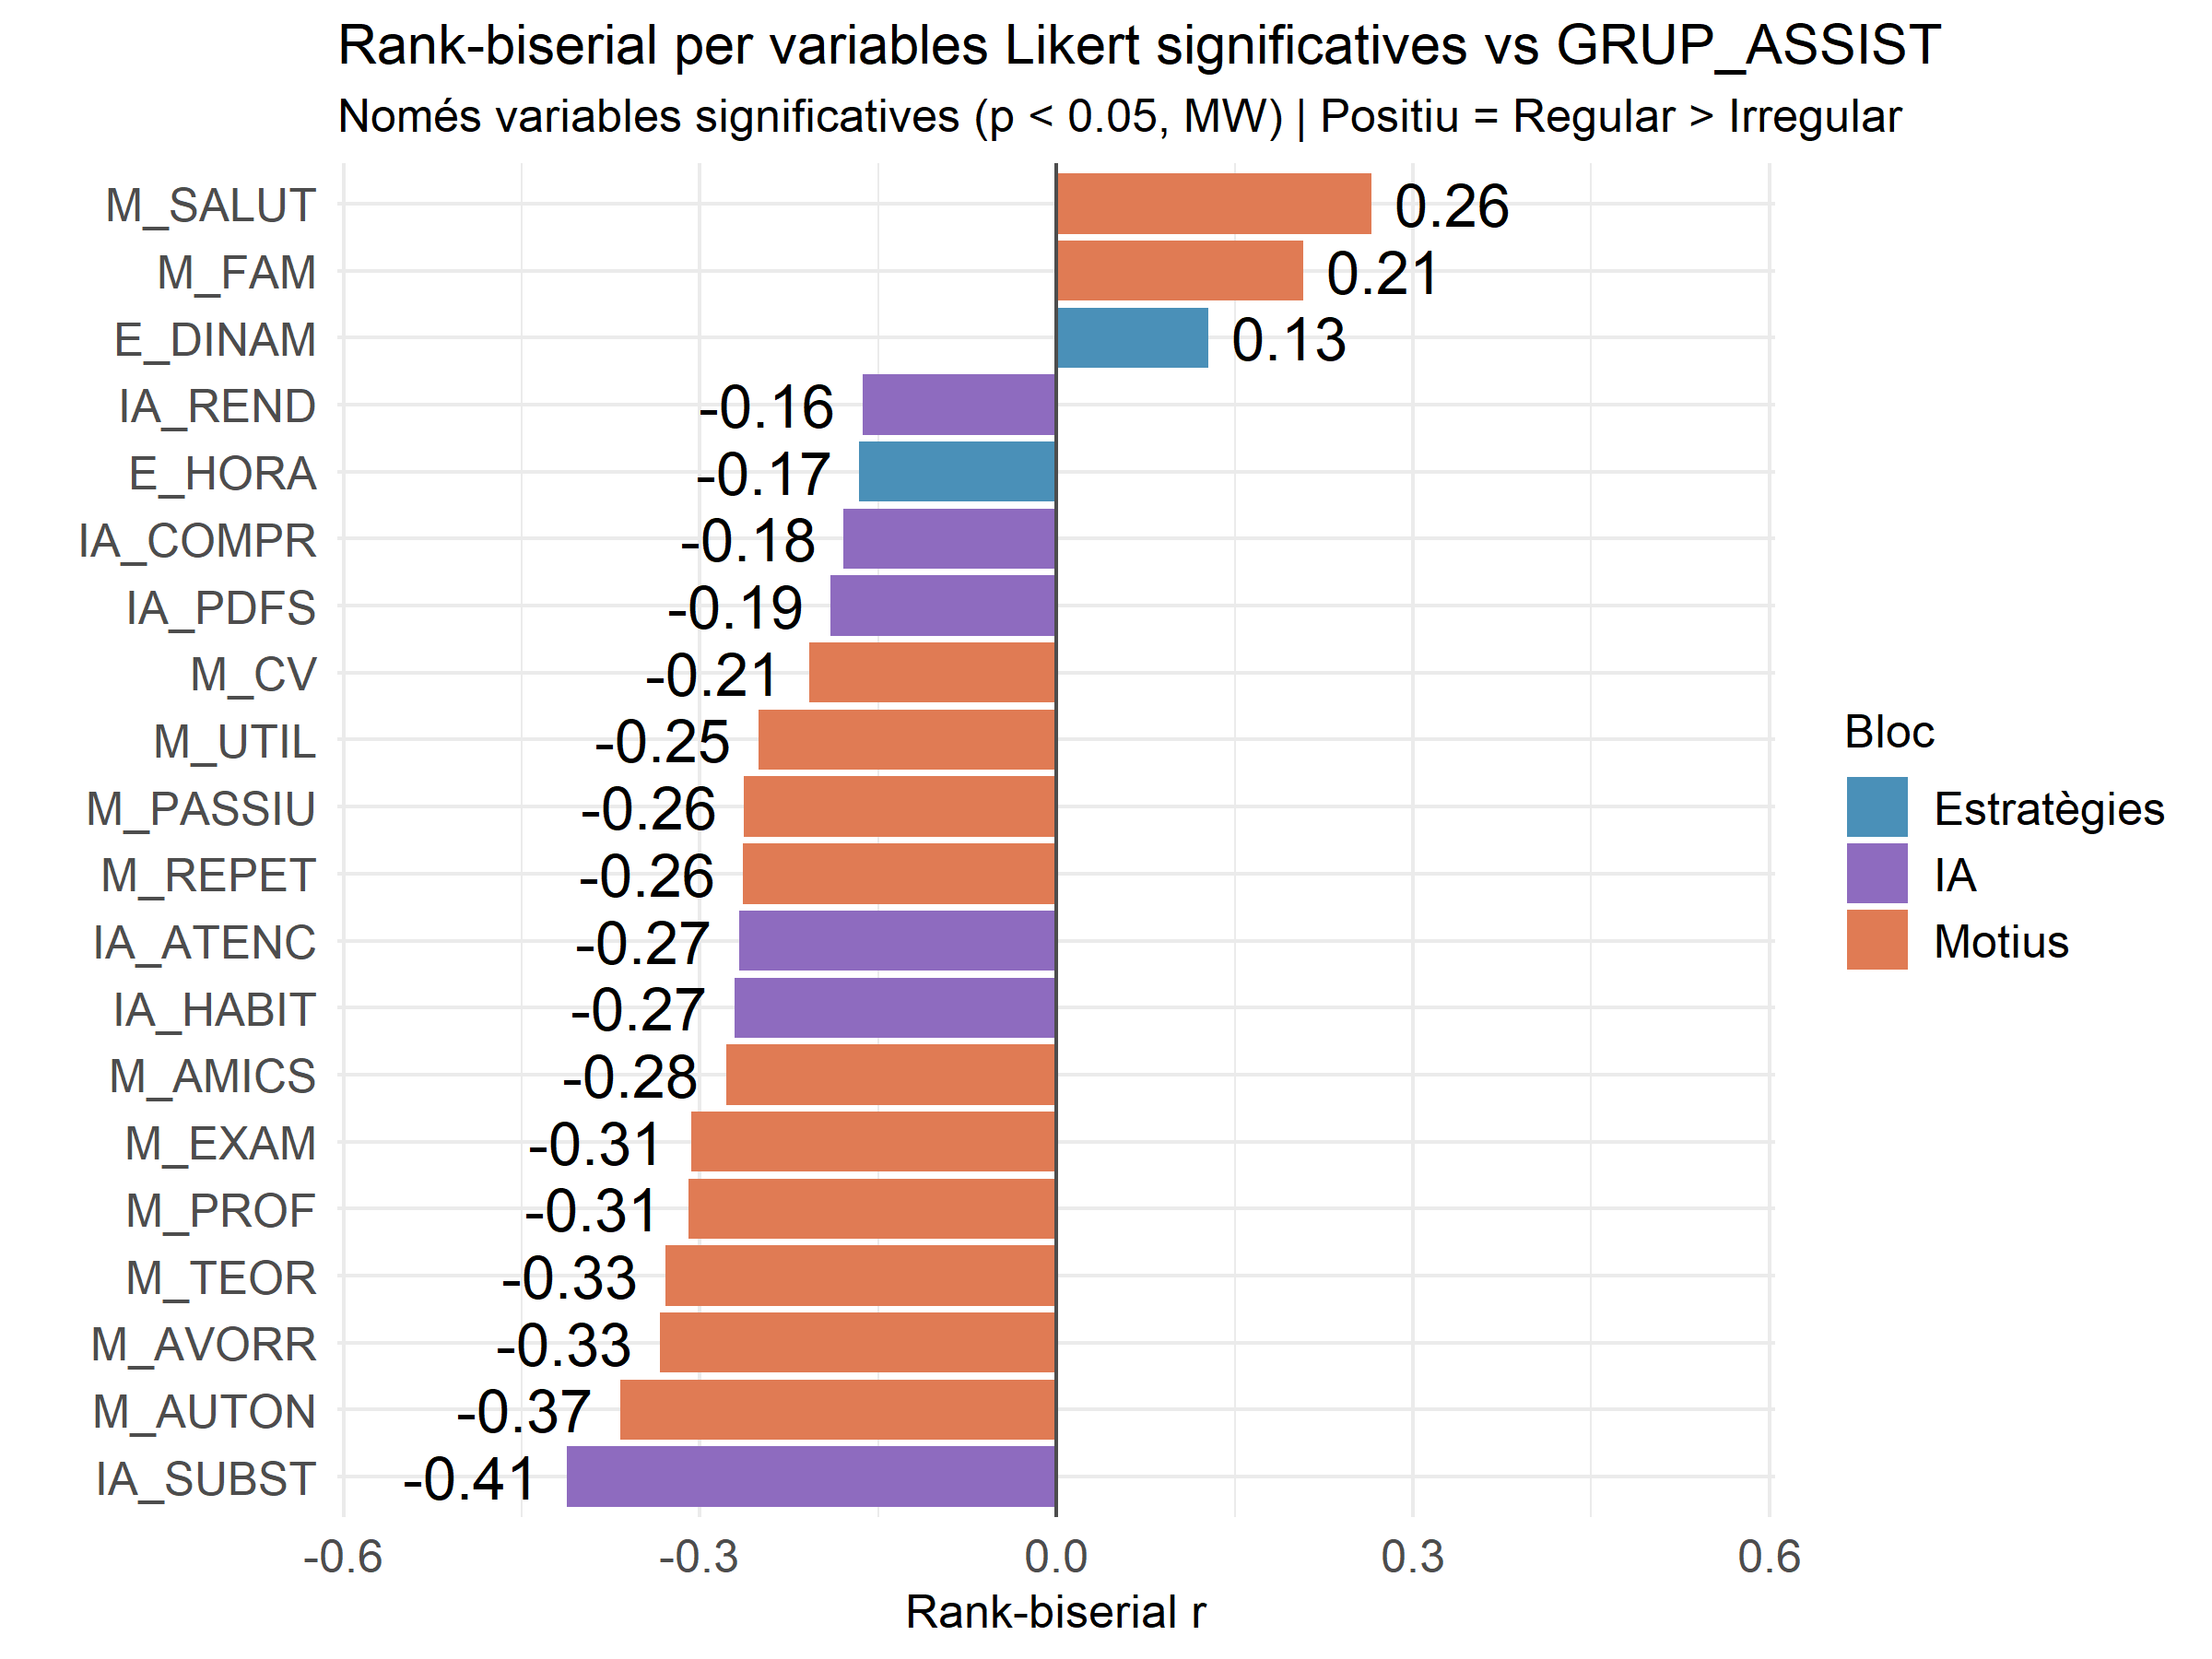 Rank-biserial per variables Likert significatives vs GRUP_ASSIST
Només variables significatives (p < 0.05, MW) | Positiu = Regular > Irregular
M_SALUT 0.26
M_FAM 0.21
E_DINAM 0.13
IA_REND -0.16
E_HORA -0.17
IA_COMPR -0.18
IA_PDFS -0.19
M_CV -0.21
M_UTIL -0.25
M_PASSIU -0.26
M_REPET -0.26
IA_ATENC -0.27
IA_HABIT -0.27
M_AMICS -0.28
M_EXAM -0.31
M_PROF -0.31
M_TEOR -0.33
M_AVORR -0.33
M_AUTON -0.37
IA_SUBST -0.41
-0.6 -0.3 0.0 0.3 0.6
Rank-biserial r
Bloc
Estratègies
IA
Motius